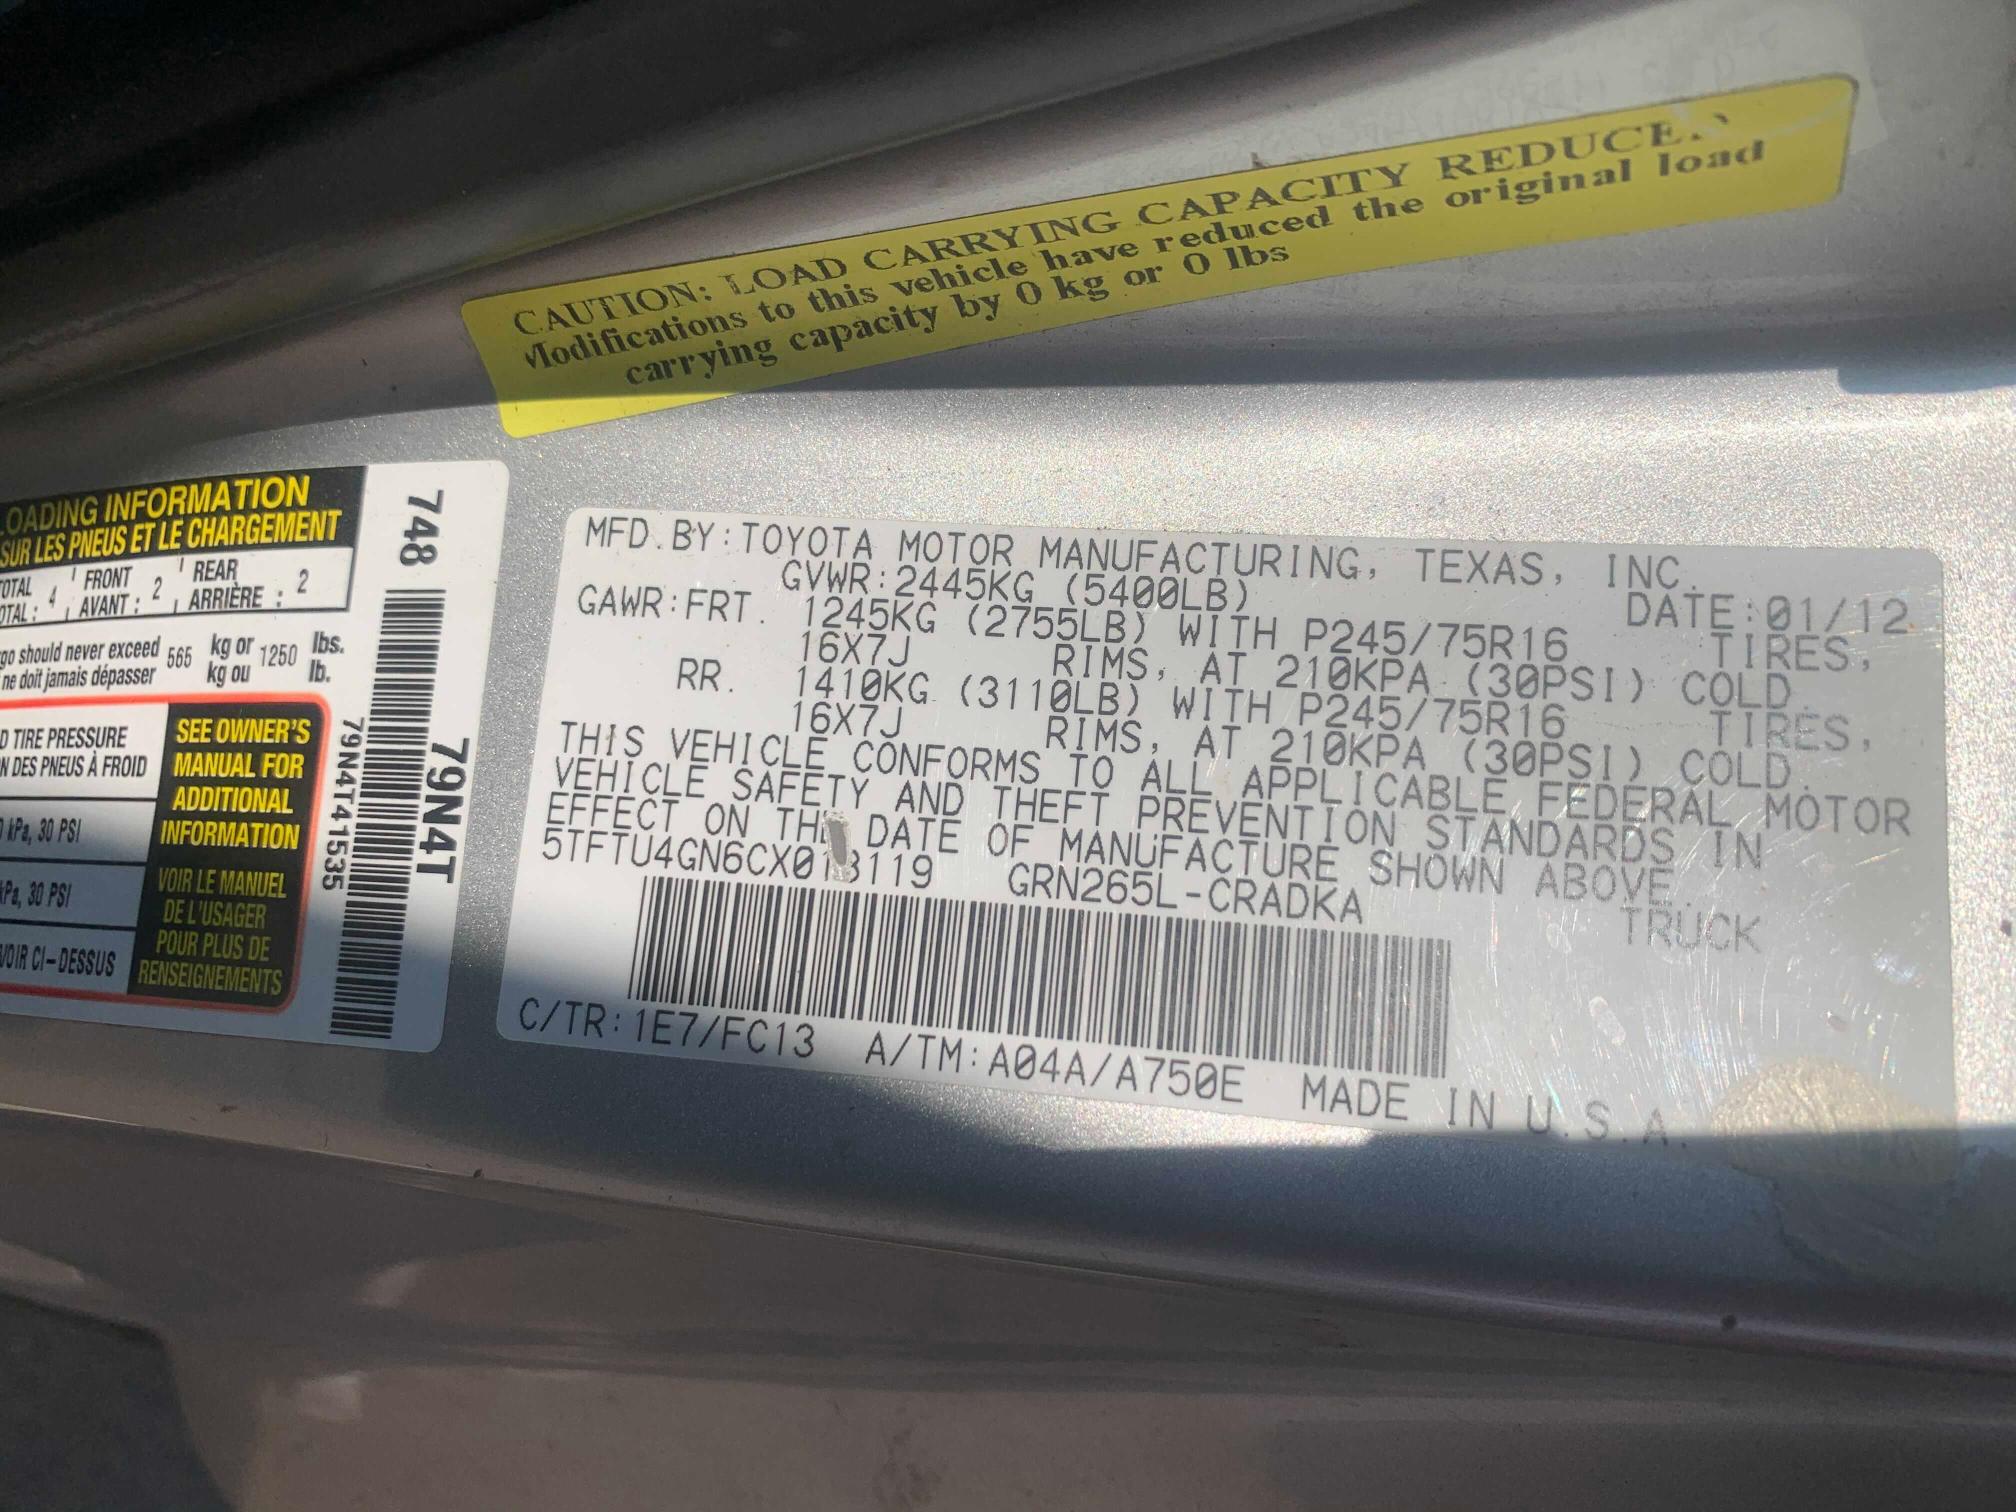 CAUTION: LOAD CARRYING CAPACITY REDUCED
Modifications to this vehicle have reduced the original load
carrying capacity by 0 kg or 0 lbs
LOADING INFORMATION
SUR LES PNEUS ET LE CHARGEMENT
TOTAL : 4 FRONT 2 REAR 2
AVANT : ARRIÈRE :
should never exceed 565 kg or 1250 lbs.
ne doit jamais dépasser kg ou lb.
TIRE PRESSURE
DES PNEUS À FROID
kPa, 30 PSI
kPa, 30 PSI
VOIR CI-DESSUS
SEE OWNER'S
MANUAL FOR
ADDITIONAL
INFORMATION
VOIR LE MANUEL
DE L'USAGER
POUR PLUS DE
RENSEIGNEMENTS
748
79N4T
79N4T41535
MFD.BY:TOYOTA MOTOR MANUFACTURING, TEXAS, INC.
GVWR:2445KG (5400LB) DATE:01/12
GAWR:FRT. 1245KG (2755LB) WITH P245/75R16 TIRES,
16X7J RIMS, AT 210KPA (30PSI) COLD.
RR. 1410KG (3110LB) WITH P245/75R16 TIRES,
16X7J RIMS, AT 210KPA (30PSI) COLD.
THIS VEHICLE CONFORMS TO ALL APPLICABLE FEDERAL MOTOR
VEHICLE SAFETY AND THEFT PREVENTION STANDARDS IN
EFFECT ON THE DATE OF MANUFACTURE SHOWN ABOVE.
GRN265L-CRADKA TRUCK
C/TR:1E7/FC13 A/TM:A04A/A750E MADE IN U.S.A.